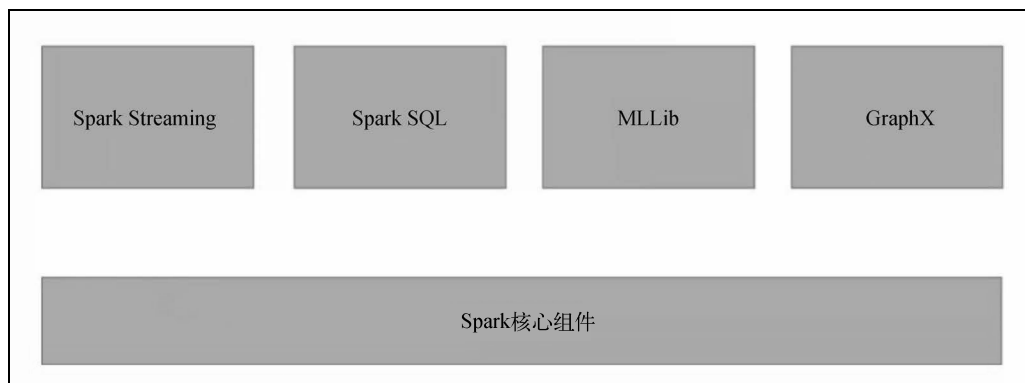 Spark Streaming
Spark SQL
MLLib
GraphX
Spark核心组件